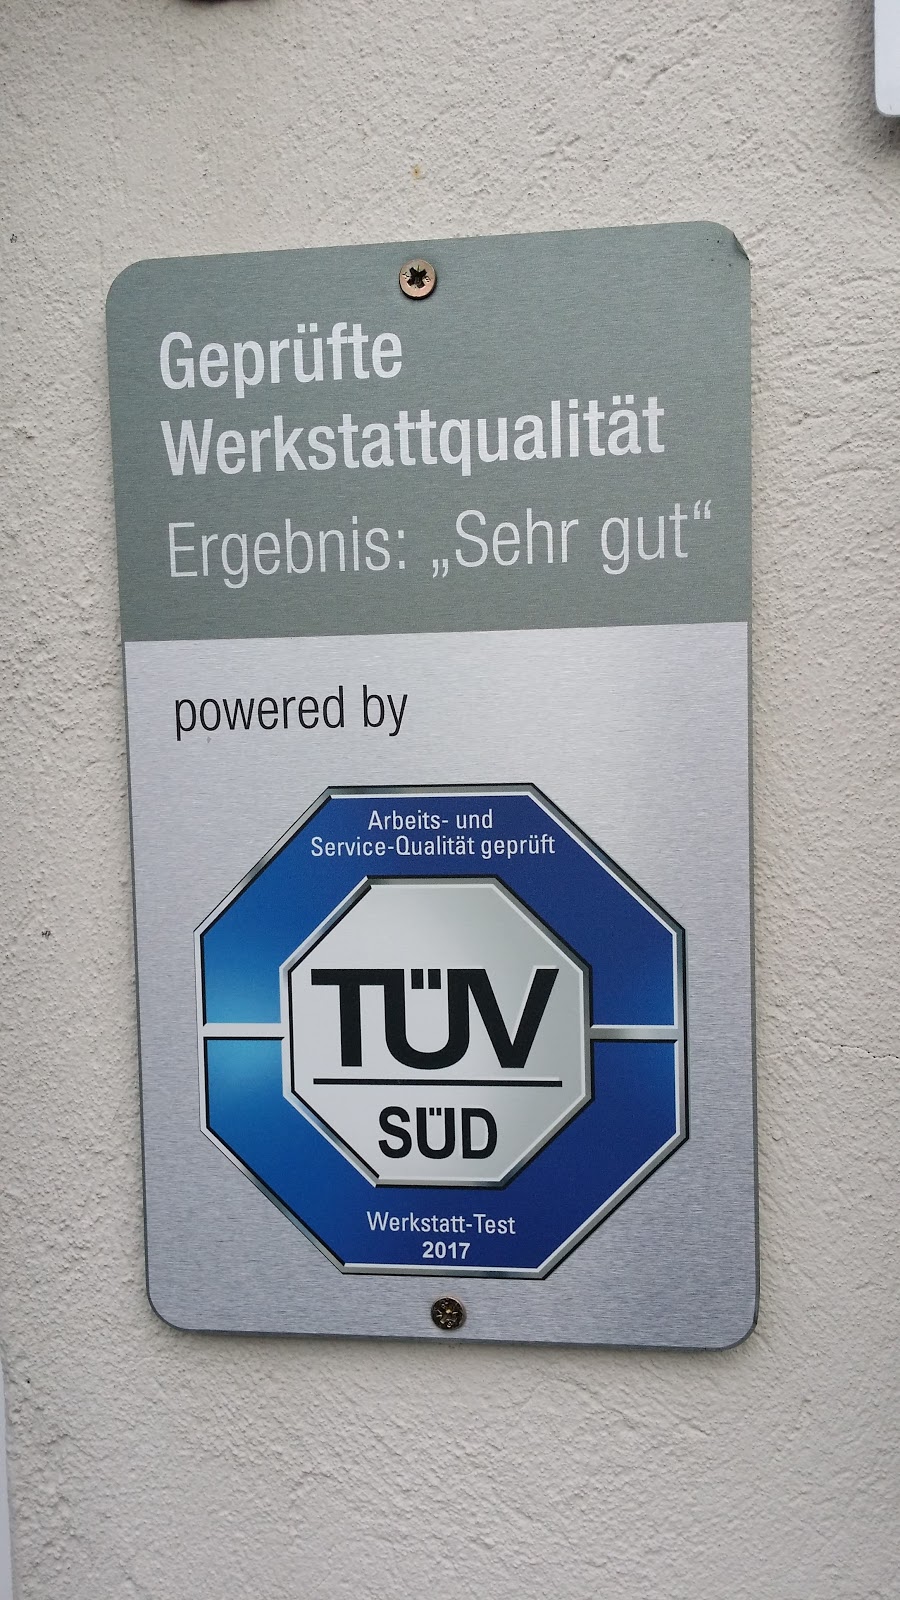 Geprüfte
Werkstattqualität
Ergebnis: „Sehr gut“
powered by
Arbeits- und
Service-Qualität geprüft
TÜV
SÜD
Werkstatt-Test
2017